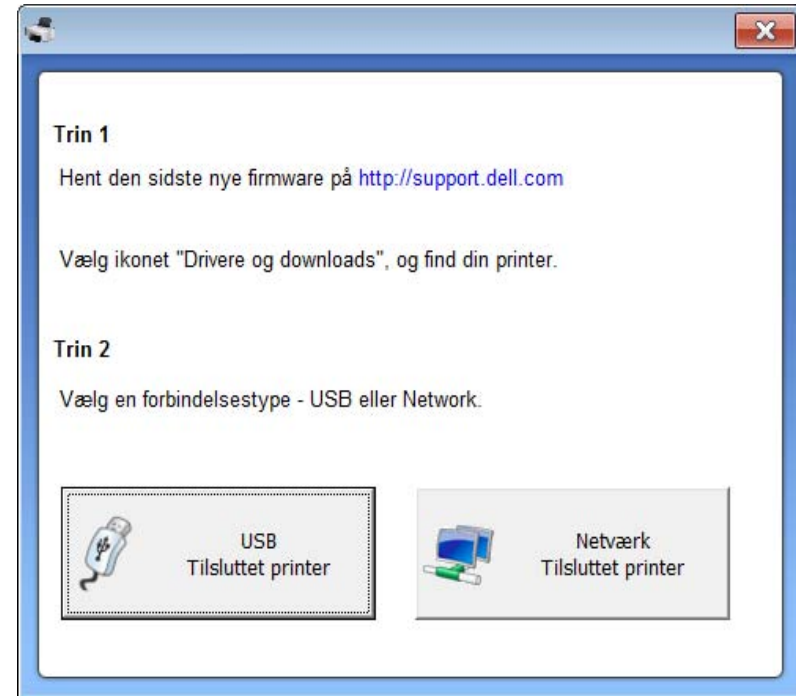 Trin 1
Hent den sidste nye firmware på http://support.dell.com
Vælg ikonet "Drivere og downloads", og find din printer.
Trin 2
Vælg en forbindelsestype - USB eller Network.
USB
Tilsluttet printer
Netværk
Tilsluttet printer